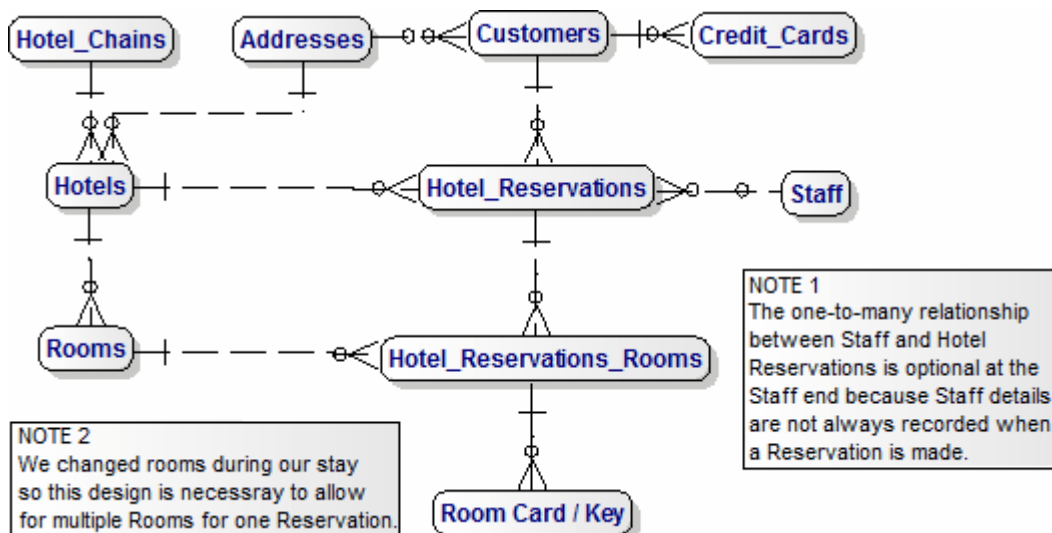 Hotel_Chains
Addresses
Customers
Credit_Cards
Hotels
Hotel_Reservations
Staff
Rooms
Hotel_Reservations_Rooms
NOTE 1
The one-to-many relationship
between Staff and Hotel
Reservations is optional at the
Staff end because Staff details
are not always recorded when
a Reservation is made.
NOTE 2
We changed rooms during our stay
so this design is necessray to allow
for multiple Rooms for one Reservation.
Room Card / Key